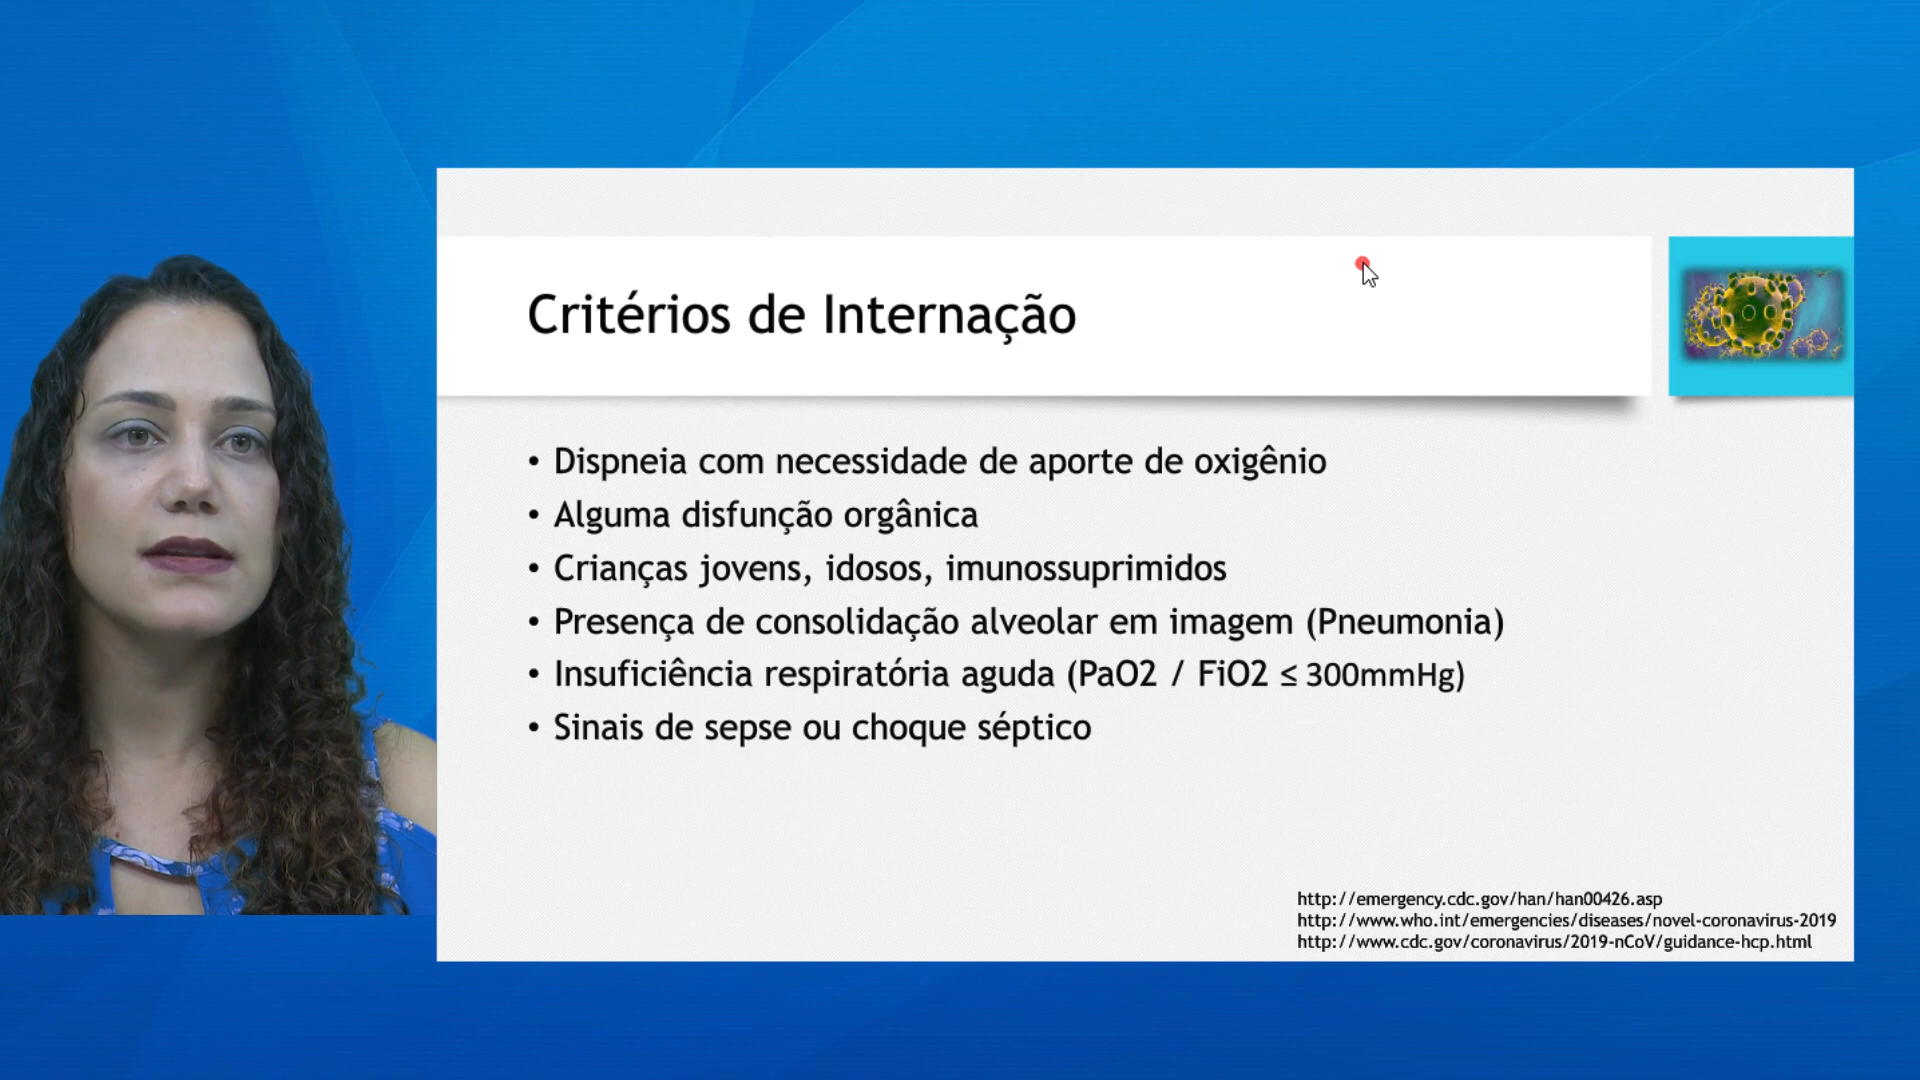 Critérios de Internação
• Dispneia com necessidade de aporte de oxigênio
• Alguma disfunção orgânica
• Crianças jovens, idosos, imunossuprimidos
• Presença de consolidação alveolar em imagem (Pneumonia)
• Insuficiência respiratória aguda (PaO2 / FiO2 ≤ 300mmHg)
• Sinais de sepse ou choque séptico
http://emergency.cdc.gov/han/han00426.asp
http://www.who.int/emergencies/diseases/novel-coronavirus-2019
http://www.cdc.gov/coronavirus/2019-nCoV/guidance-hcp.html